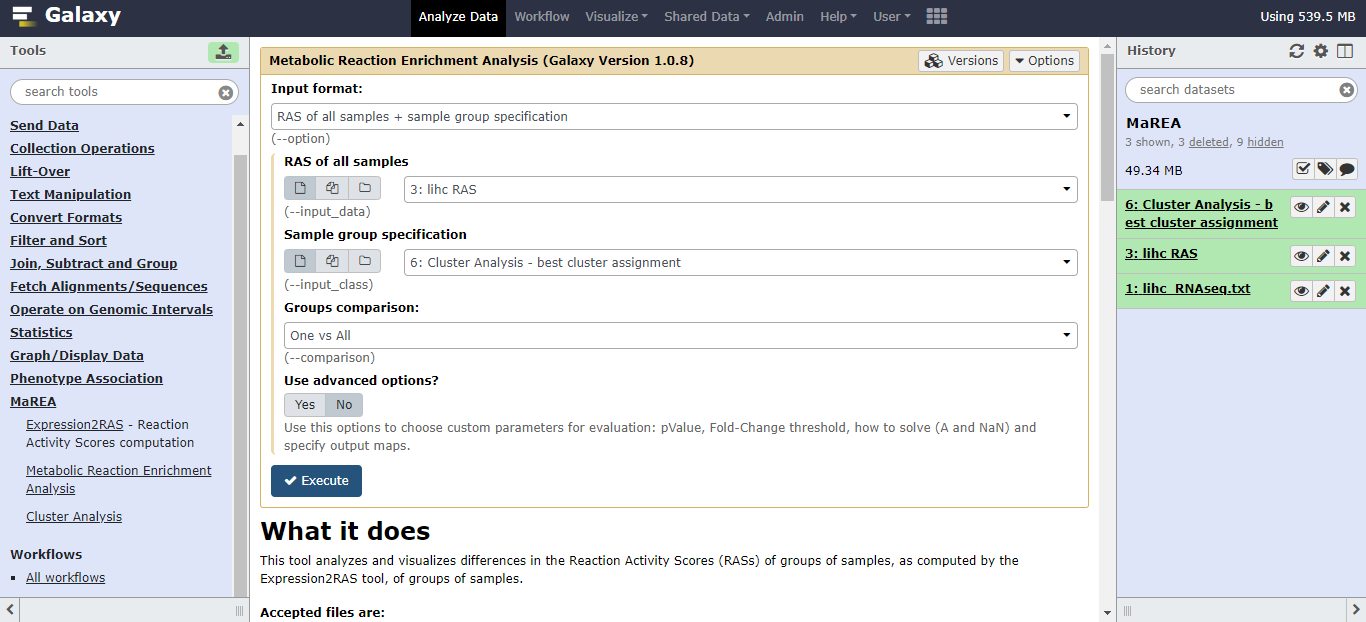 Galaxy
Analyze Data Workflow Visualize Shared Data Admin Help User
Using 539.5 MB
Tools
search tools
Send Data
Collection Operations
Lift-Over
Text Manipulation
Convert Formats
Filter and Sort
Join, Subtract and Group
Fetch Alignments/Sequences
Operate on Genomic Intervals
Statistics
Graph/Display Data
Phenotype Association
MaREA
Expression2RAS - Reaction
Activity Scores computation
Metabolic Reaction Enrichment
Analysis
Cluster Analysis
Workflows
All workflows
Metabolic Reaction Enrichment Analysis (Galaxy Version 1.0.8)
Versions
Options
Input format:
RAS of all samples + sample group specification
(--option)
RAS of all samples
3: lihc RAS
(--input_data)
Sample group specification
6: Cluster Analysis - best cluster assignment
(--input_class)
Groups comparison:
One vs All
(--comparison)
Use advanced options?
Yes No
Use this options to choose custom parameters for evaluation: pValue, Fold-Change threshold, how to solve (A and NaN) and
specify output maps.
Execute
What it does
This tool analyzes and visualizes differences in the Reaction Activity Scores (RASs) of groups of samples, as computed by the
Expression2RAS tool, of groups of samples.
Accepted files are:
History
search datasets
MaREA
3 shown, 3 deleted, 9 hidden
49.34 MB
6: Cluster Analysis - b
est cluster assignment
3: lihc RAS
1: lihc_RNAseq.txt